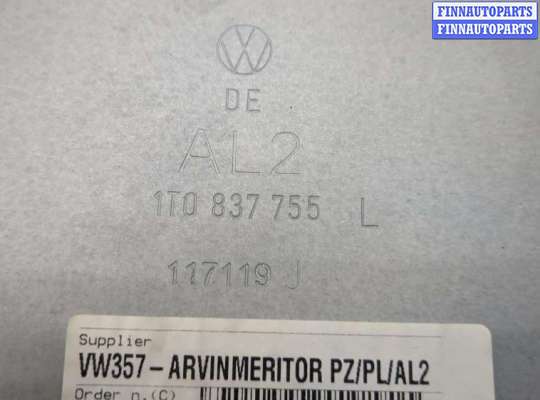 FINNAUTOPARTS
FINNAUTOPARTS
DE
AL2
1T0 837 755 L
117119 J
Supplier
VW357-ARVINMERITOR PZ/PL/AL2
Order n.(C)